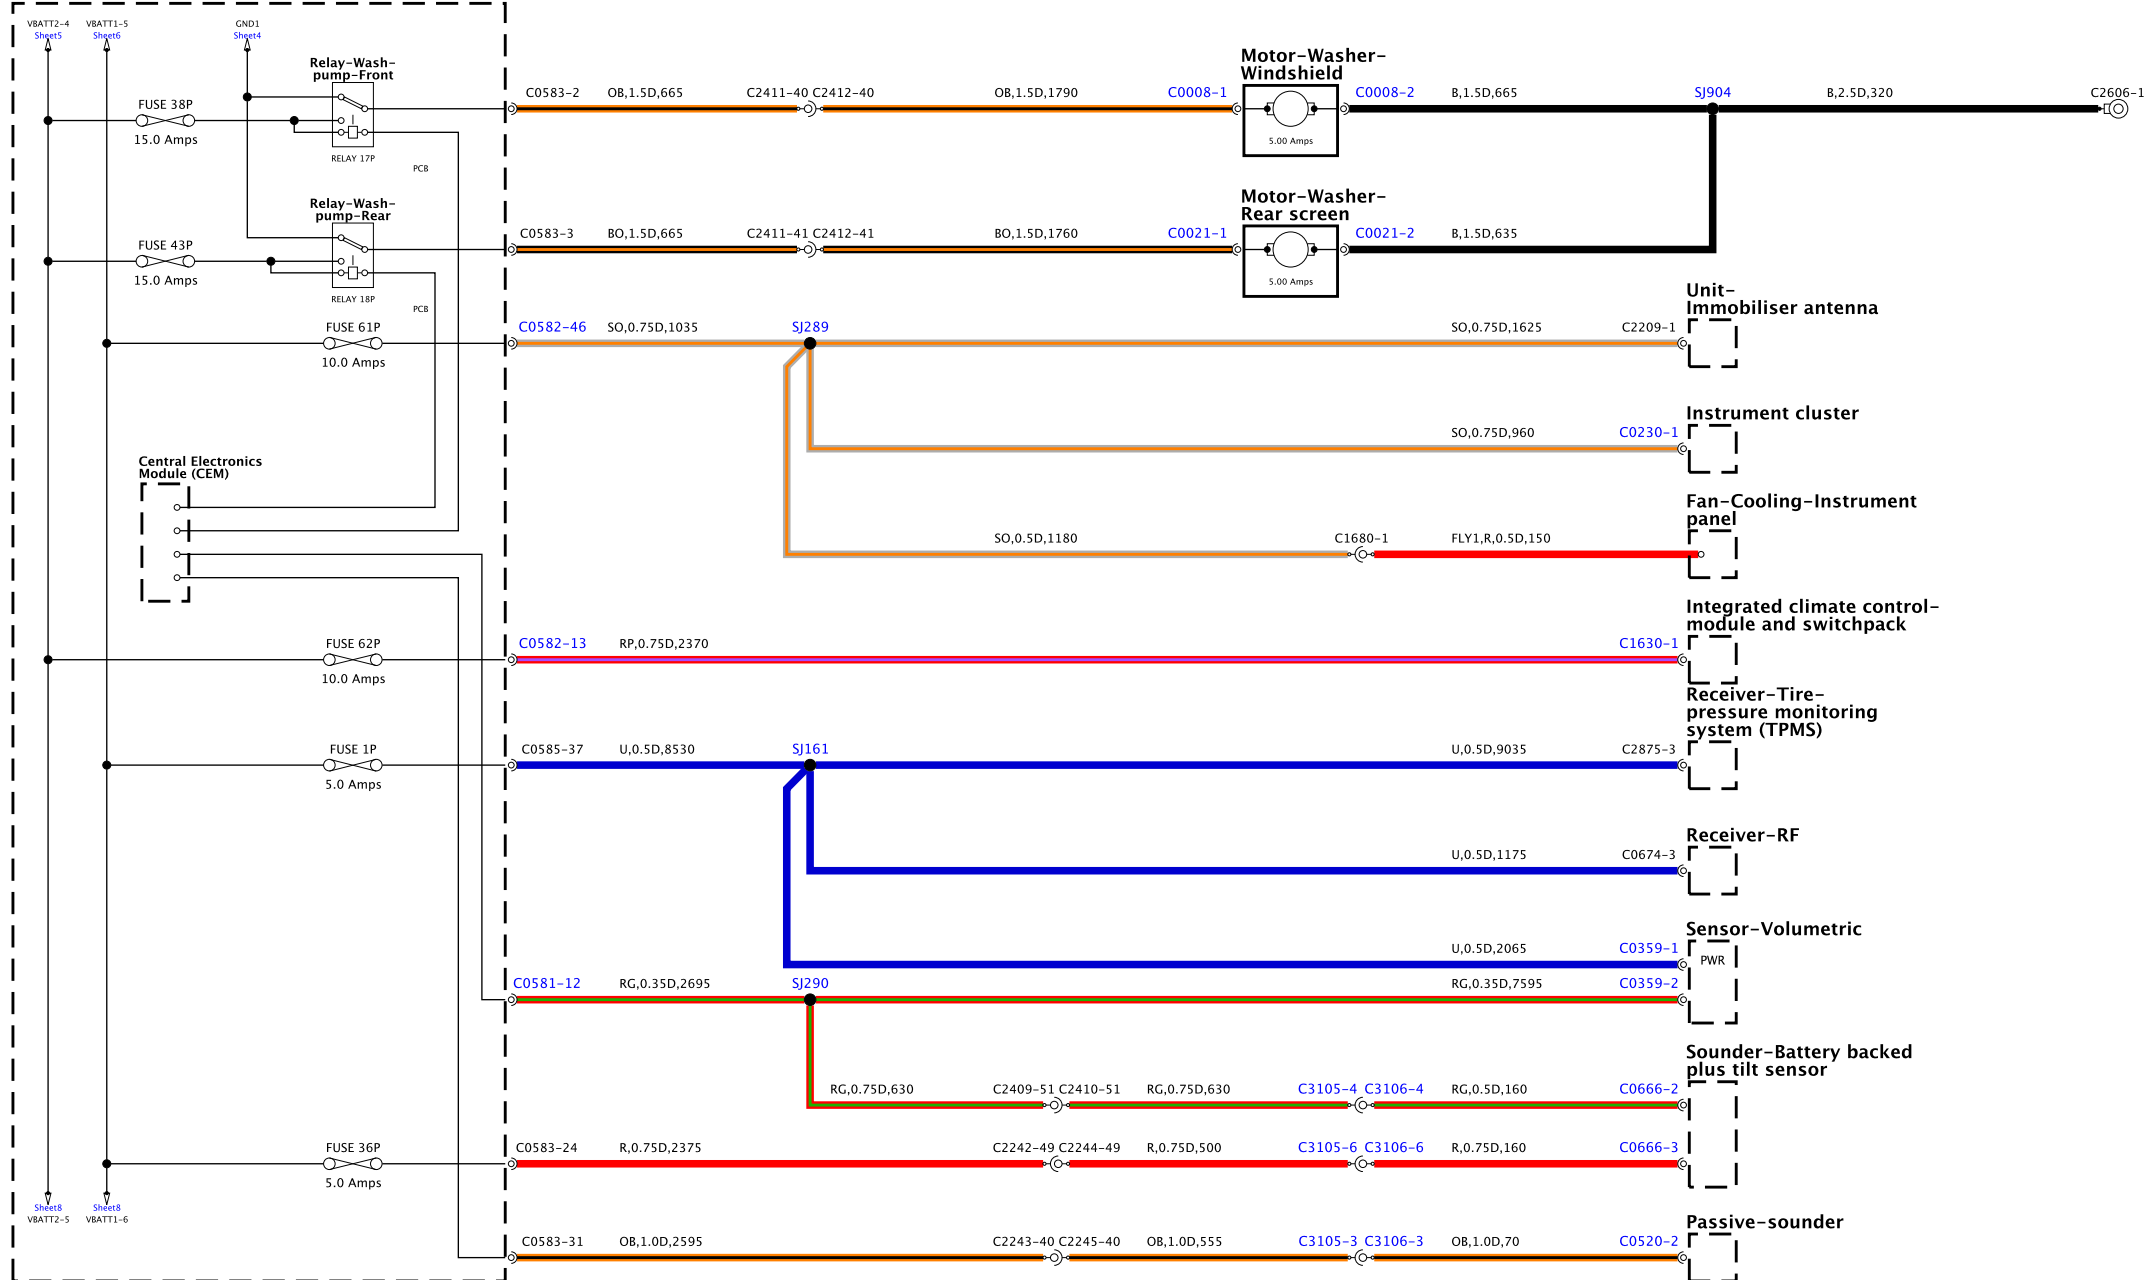 VBATT2-4
Sheet5
VBATT1-5
Sheet6
GND1
Sheet4
Relay-Wash-
pump-Front
FUSE 38P
15.0 Amps
RELAY 17P
PCB
C0583-2
OB,1.5D,665
C2411-40
C2412-40
OB,1.5D,1790
C0008-1
Motor-Washer-
Windshield
5.00 Amps
C0008-2
B,1.5D,665
SJ904
B,2.5D,320
C2606-1
Relay-Wash-
pump-Rear
FUSE 43P
15.0 Amps
RELAY 18P
PCB
C0583-3
BO,1.5D,665
C2411-41
C2412-41
BO,1.5D,1760
C0021-1
Motor-Washer-
Rear screen
5.00 Amps
C0021-2
B,1.5D,635
FUSE 61P
10.0 Amps
C0582-46
SO,0.75D,1035
SJ289
SO,0.75D,1625
C2209-1
Unit-
Immobiliser antenna
SO,0.75D,960
C0230-1
Instrument cluster
Central Electronics
Module (CEM)
SO,0.5D,1180
C1680-1
FLY1,R,0.5D,150
Fan-Cooling-Instrument
panel
FUSE 62P
10.0 Amps
C0582-13
RP,0.75D,2370
C1630-1
Integrated climate control-
module and switchpack
FUSE 1P
5.0 Amps
C0585-37
U,0.5D,8530
SJ161
U,0.5D,9035
C2875-3
Receiver-Tire-
pressure monitoring
system (TPMS)
U,0.5D,1175
C0674-3
Receiver-RF
U,0.5D,2065
C0359-1
Sensor-Volumetric
PWR
C0581-12
RG,0.35D,2695
SJ290
RG,0.35D,7595
C0359-2
RG,0.75D,630
C2409-51
C2410-51
RG,0.75D,630
C3105-4
C3106-4
RG,0.5D,160
C0666-2
Sounder-Battery backed
plus tilt sensor
FUSE 36P
5.0 Amps
C0583-24
R,0.75D,2375
C2242-49
C2244-49
R,0.75D,500
C3105-6
C3106-6
R,0.75D,160
C0666-3
Sheet8
VBATT2-5
Sheet8
VBATT1-6
C0583-31
OB,1.0D,2595
C2243-40
C2245-40
OB,1.0D,555
C3105-3
C3106-3
OB,1.0D,70
C0520-2
Passive-sounder